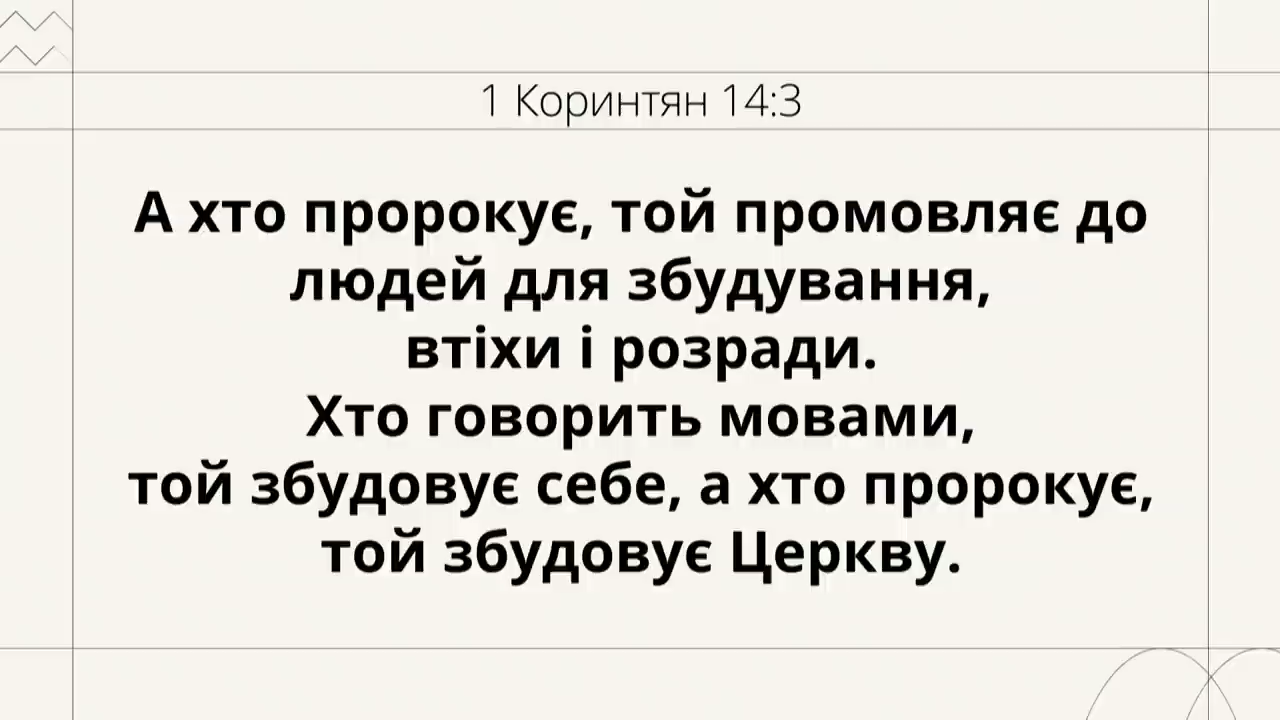 1 Коринтян 14:3
А хто пророкує, той промовляє до
людей для збудування,
втіхи і розради.
Хто говорить мовами,
той збудовує себе, а хто пророкує,
той збудовує Церкву.